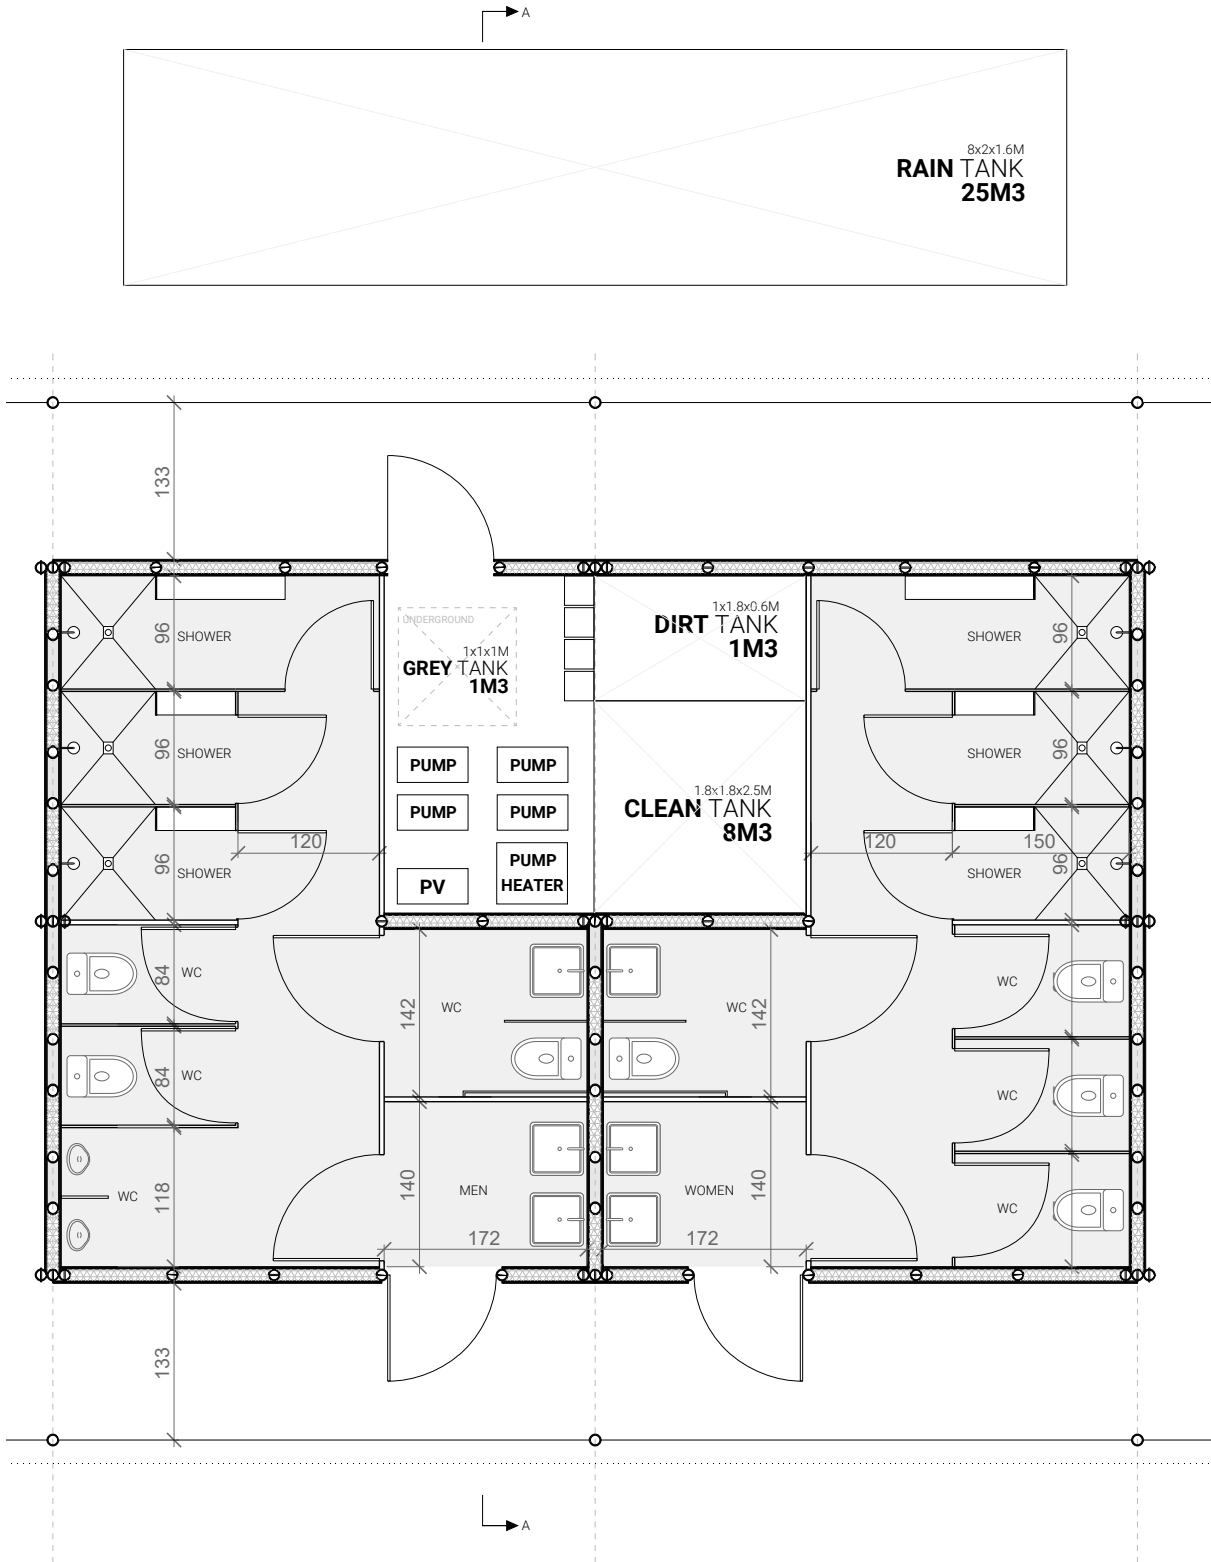 A
8x2x1.6M
RAIN TANK
25M3
133
96
SHOWER
UNDERGROUND
1x1x1M
GREY TANK
1M3
1x1.8x0.6M
DIRT TANK
1M3
SHOWER
96
96
SHOWER
PUMP
PUMP
SHOWER
96
PUMP
PUMP
1.8x1.8x2.5M
CLEAN TANK
8M3
120
120
150
96
SHOWER
PV
PUMP
HEATER
SHOWER
96
84
WC
142
WC
WC
142
WC
84
WC
WC
118
WC
140
MEN
WOMEN
140
WC
172
172
133
A